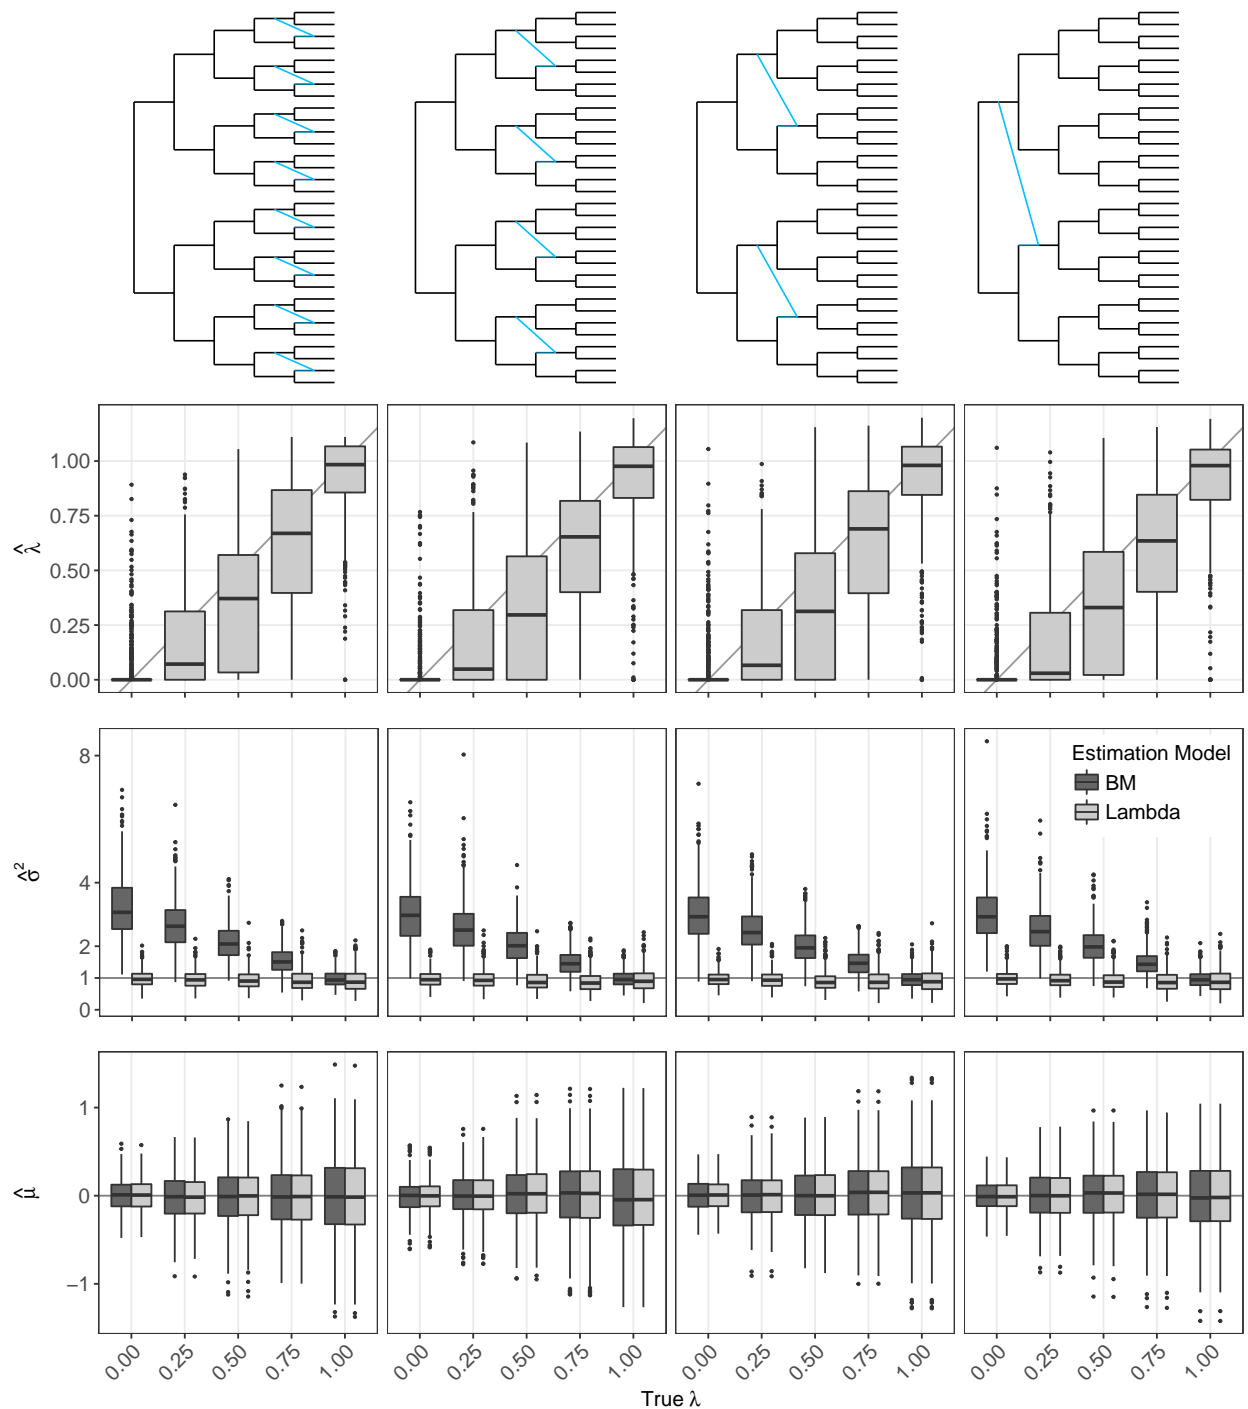 1.00
0.75
0.50
0.25
0.00
λ̂
8
4
2
1
0
σ̂²
Estimation Model
BM
Lambda
1
0
−1
μ̂
0.00 0.25 0.50 0.75 1.00 0.00 0.25 0.50 0.75 1.00 0.00 0.25 0.50 0.75 1.00 0.00 0.25 0.50 0.75 1.00
True λ